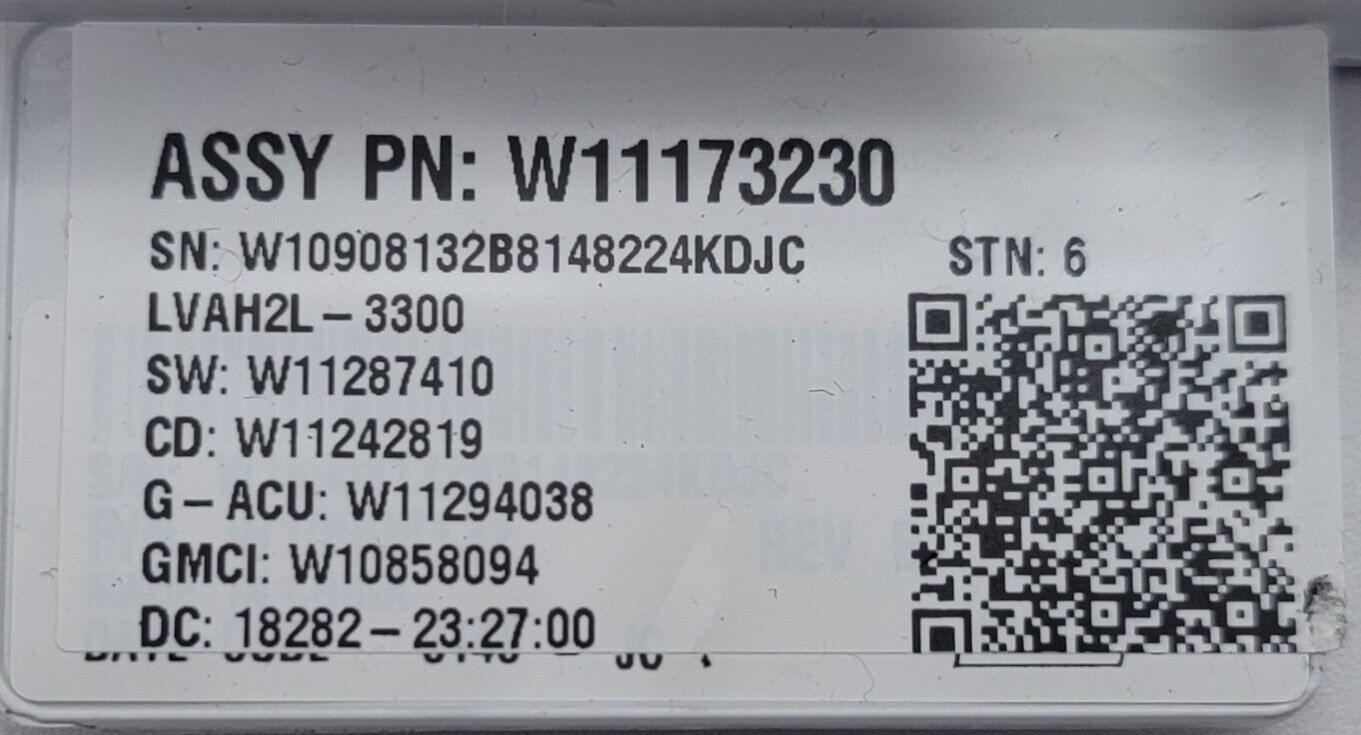 ASSY PN: W11173230
SN: W10908132B8148224KDJC
STN: 6
LVAH2L – 3300
SW: W11287410
CD: W11242819
G – ACU: W11294038
GMCI: W10858094
DC: 18282 – 23:27:00